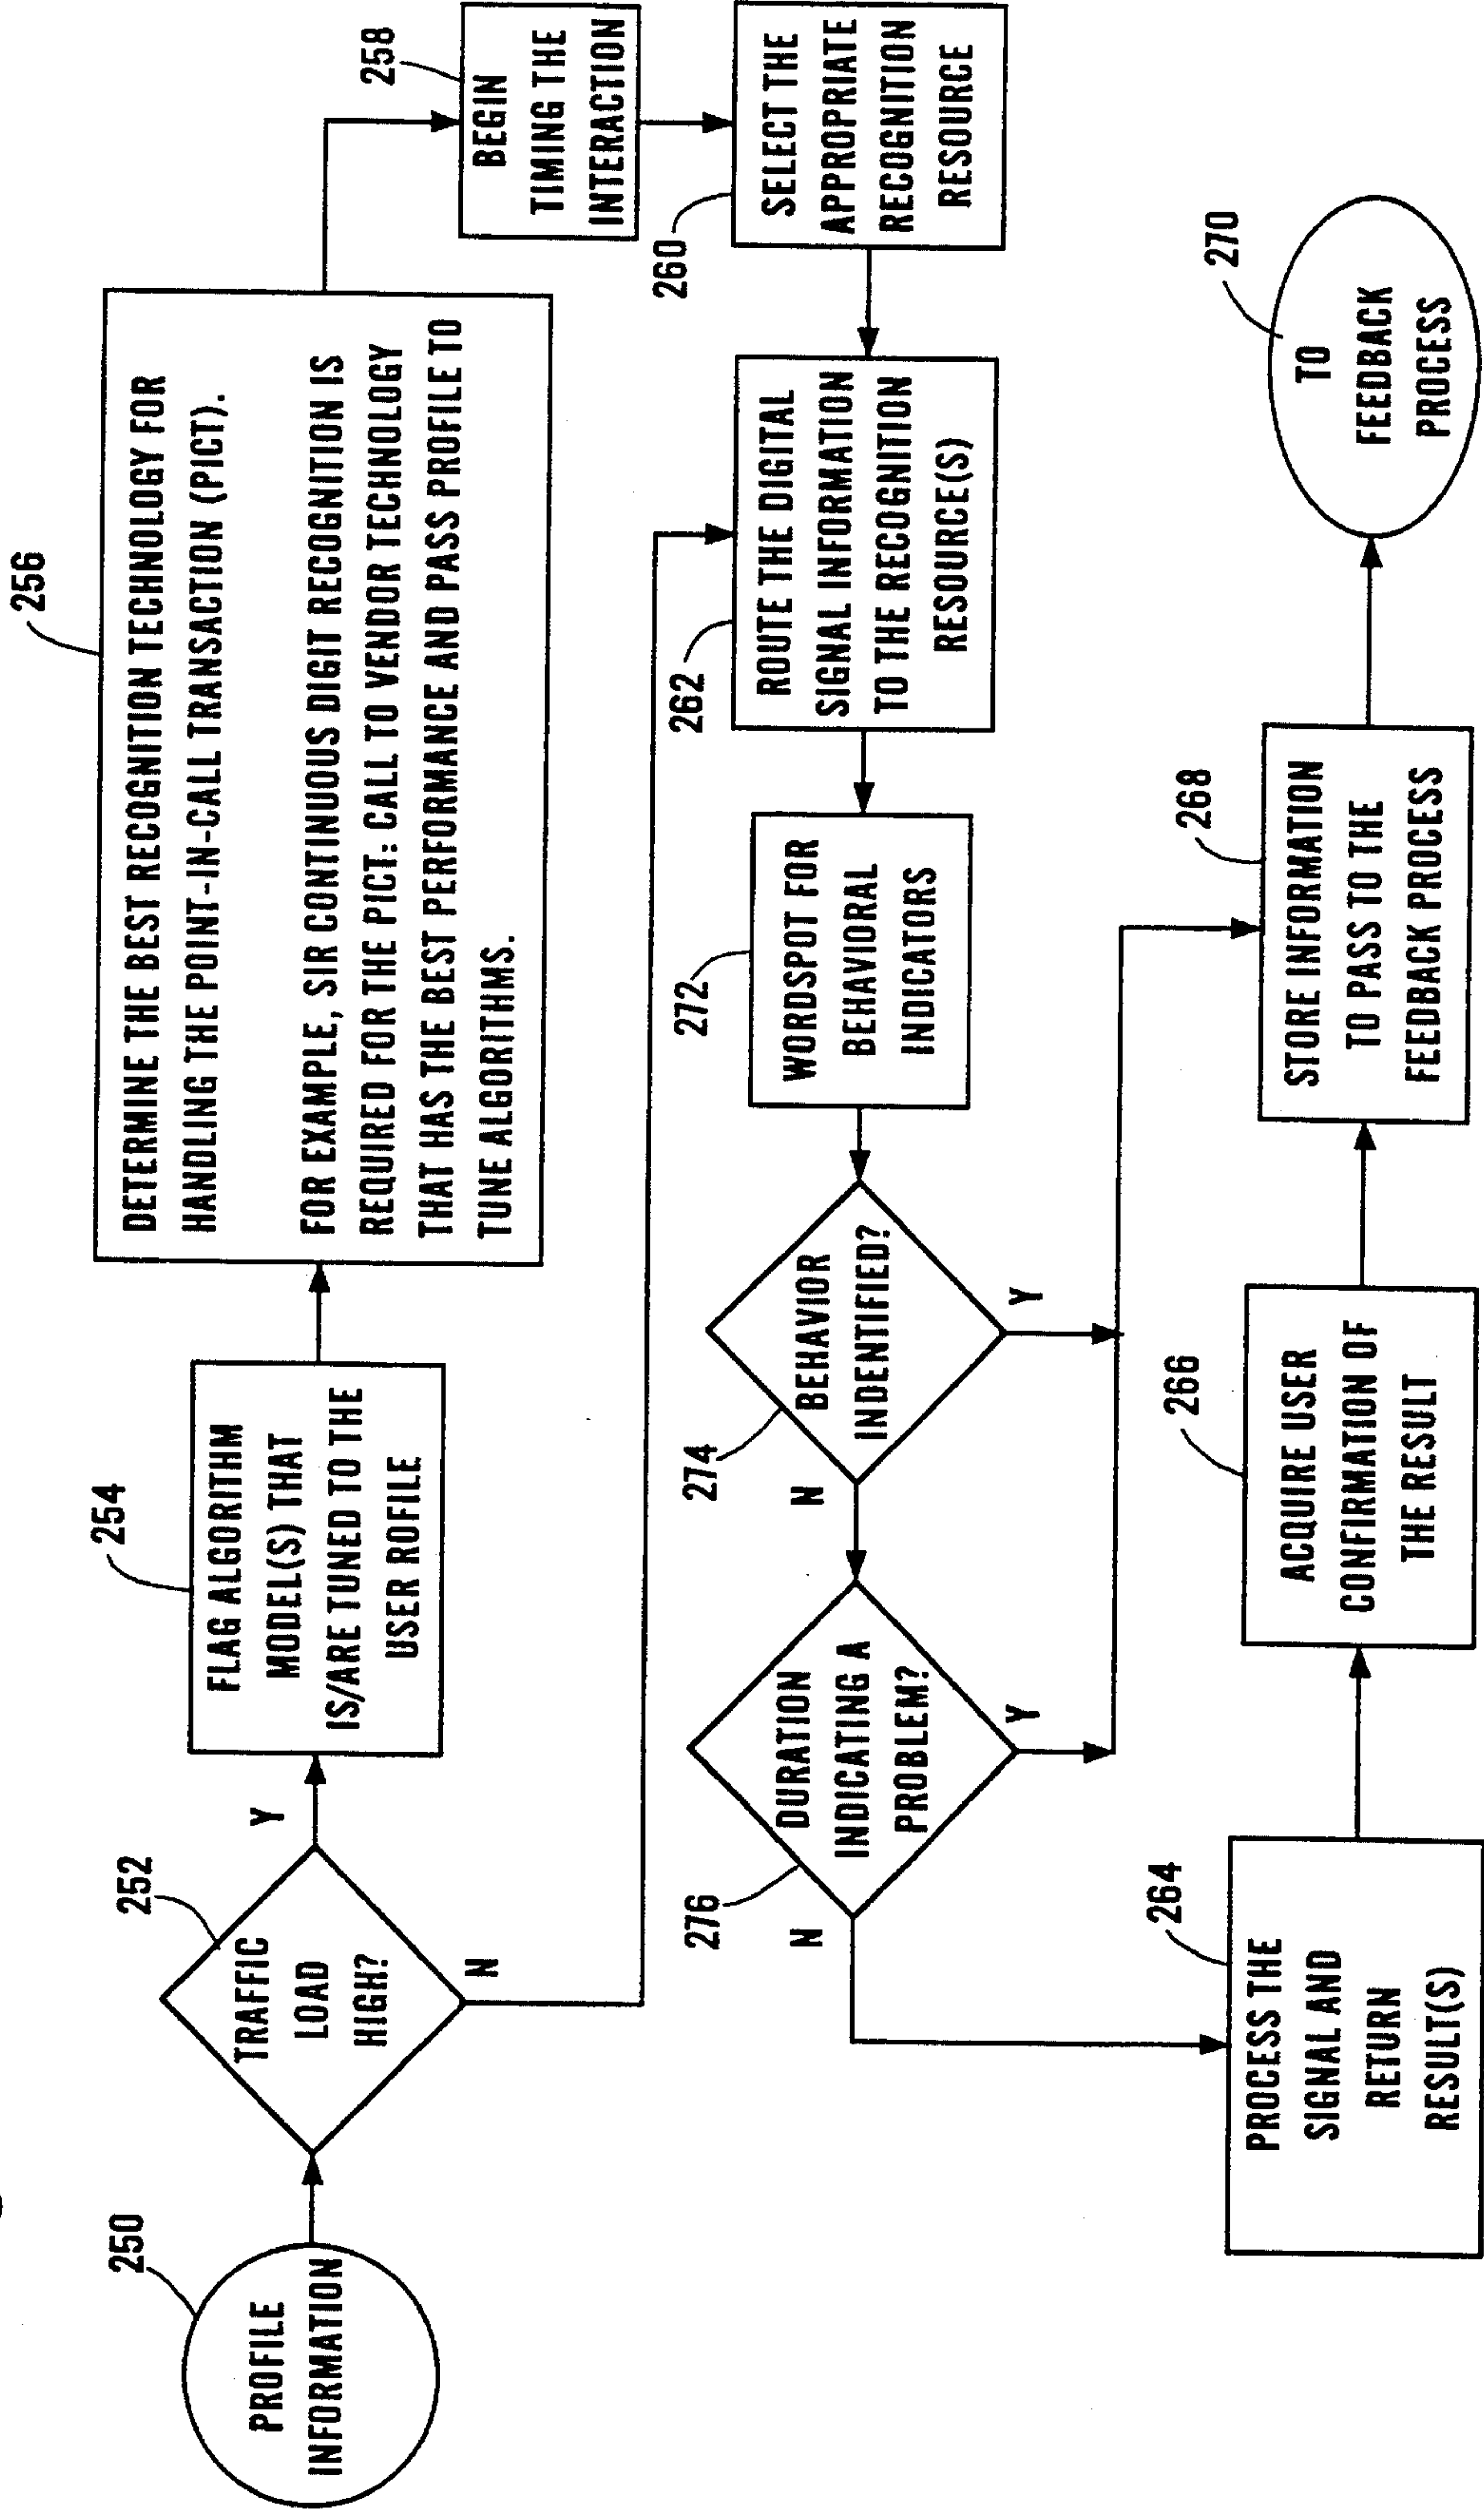 250
PROFILE
INFORMATION
252
TRAFFIC
LOAD
HIGH?
Y
N
254
FLAG ALGORITHM
MODEL(S) THAT
IS/ARE TUNED TO THE
USER ROFILE
256
DETERMINE THE BEST RECOGNITION TECHNOLOGY FOR
HANDLING THE POINT-IN-CALL TRANSACTION (PICT).
FOR EXAMPLE, SIR CONTINUOUS DIGIT RECOGNITION IS
REQUIRED FOR THE PICT: CALL TO VENDOR TECHNOLOGY
THAT HAS THE BEST PERFORMANCE AND PASS PROFILE TO
TUNE ALGORITHMS.
258
BEGIN
TIMING THE
INTERACTION
260
SELECT THE
APPROPRIATE
RECOGNITION
RESOURCE
262
ROUTE THE DIGITAL
SIGNAL INFORMATION
TO THE RECOGNITION
RESOURCE(S)
272
WORDSPOT FOR
BEHAVIORAL
INDICATORS
274
BEHAVIOR
INDENTIFIED?
N
Y
276
DURATION
INDICATING A
PROBLEM?
N
Y
264
PROCESS THE
SIGNAL AND
RETURN
RESULT(S)
266
ACQUIRE USER
CONFIRMATION OF
THE RESULT
268
STORE INFORMATION
TO PASS TO THE
FEEDBACK PROCESS
270
TO
FEEDBACK
PROCESS